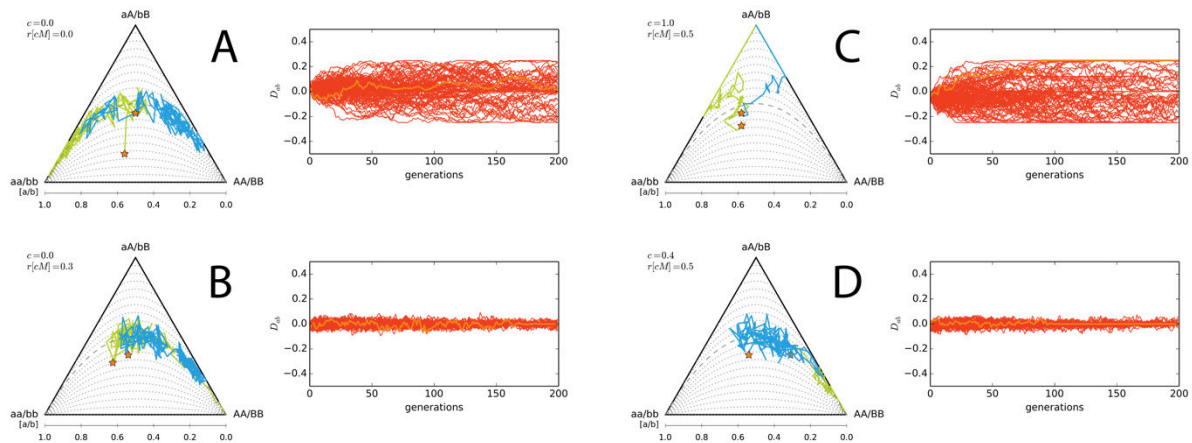 aA/bB
c=0.0
r[cM]=0.0
A
aa/bb
AA/BB
[a/b]
1.0 0.8 0.6 0.4 0.2 0.0
D_ab
0.4
0.2
0.0
−0.2
−0.4
0 50 100 150 200
generations
aA/bB
c=1.0
r[cM]=0.5
C
aa/bb
AA/BB
[a/b]
1.0 0.8 0.6 0.4 0.2 0.0
D_ab
0.4
0.2
0.0
−0.2
−0.4
0 50 100 150 200
generations
aA/bB
c=0.0
r[cM]=0.3
B
aa/bb
AA/BB
[a/b]
1.0 0.8 0.6 0.4 0.2 0.0
D_ab
0.4
0.2
0.0
−0.2
−0.4
0 50 100 150 200
generations
aA/bB
c=0.4
r[cM]=0.5
D
aa/bb
AA/BB
[a/b]
1.0 0.8 0.6 0.4 0.2 0.0
D_ab
0.4
0.2
0.0
−0.2
−0.4
0 50 100 150 200
generations